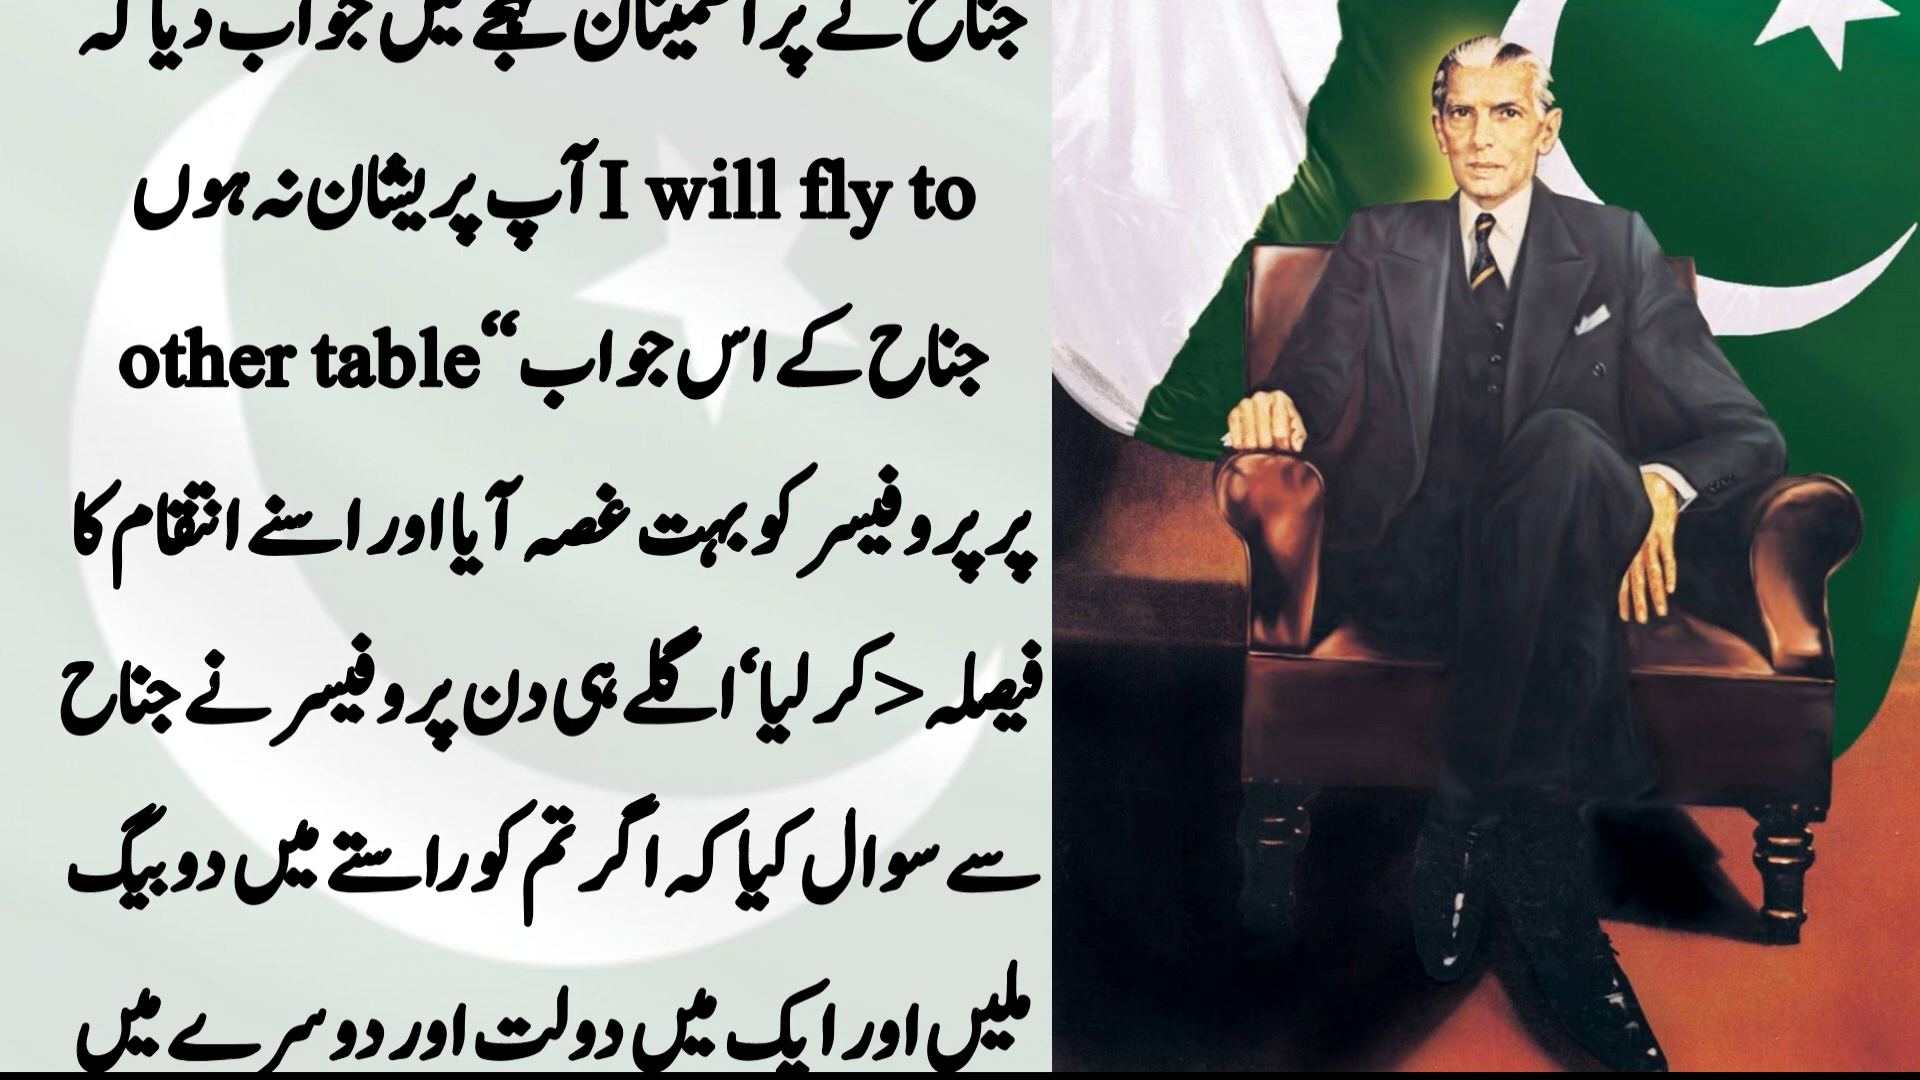 جناح نے پر اطمینان لہجے میں جواب دیا کہ
آپ پریشان نہ ہوں I will fly to
other table“ جناح کے اس جواب
پر پروفیسر کو بہت غصہ آیا اور اسنے انتقام کا
فیصلہ <کر لیا‘ اگلے ہی دن پروفیسر نے جناح
سے سوال کیا کہ اگر تم کو راستے میں دو بیگ
ملیں اور ایک میں دولت اور دوسرے میں